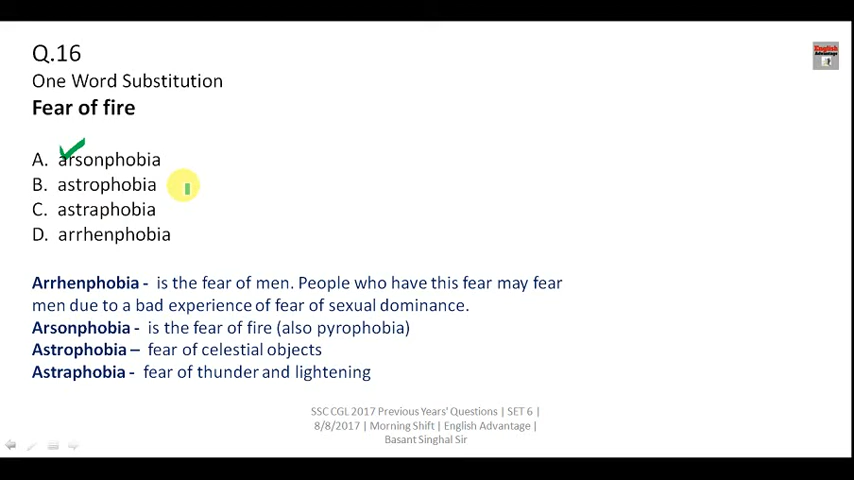 Q.16
English
Advantage
One Word Substitution
Fear of fire
A. arsonphobia
B. astrophobia
C. astraphobia
D. arrhenphobia
Arrhenphobia - is the fear of men. People who have this fear may fear
men due to a bad experience of fear of sexual dominance.
Arsonphobia - is the fear of fire (also pyrophobia)
Astrophobia – fear of celestial objects
Astraphobia - fear of thunder and lightening
SSC CGL 2017 Previous Years' Questions | SET 6 |
8/8/2017 | Morning Shift | English Advantage |
Basant Singhal Sir